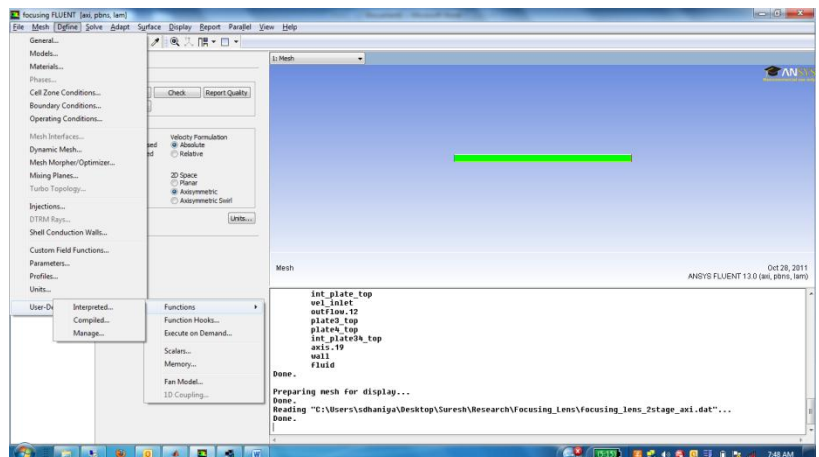 focusing FLUENT [axi, pbns, lam]
File Mesh Define Solve Adapt Surface Display Report Parallel View Help
General...
Models...
Materials...
Phases...
Cell Zone Conditions...
Boundary Conditions...
Operating Conditions...
Mesh Interfaces...
Dynamic Mesh...
Mesh Morpher/Optimizer...
Mixing Planes...
Turbo Topology...
Injections...
DTRM Rays...
Shell Conduction Walls...
Custom Field Functions...
Parameters...
Profiles...
Units...
User-De
Interpreted...
Compiled...
Manage...
Functions
Function Hooks...
Execute on Demand...
Scalars...
Memory...
Fan Model...
1D Coupling...
Check Report Quality
Velocity Formulation
Absolute
Relative
2D Space
Planar
Axisymmetric
Axisymmetric Swirl
Units...
1: Mesh
ANSYS
Mesh
Oct 28, 2011
ANSYS FLUENT 13.0 (axi, pbns, lam)
int_plate_top
vel_inlet
outflow.12
plate3_top
plate4_top
int_plate34_top
axis.19
wall
fluid
Done.
Preparing mesh for display...
Done.
Reading "C:\Users\sdhaniya\Desktop\Suresh\Research\Focusing_Lens\focusing_lens_2stage_axi.dat"...
Done.
7:48 AM